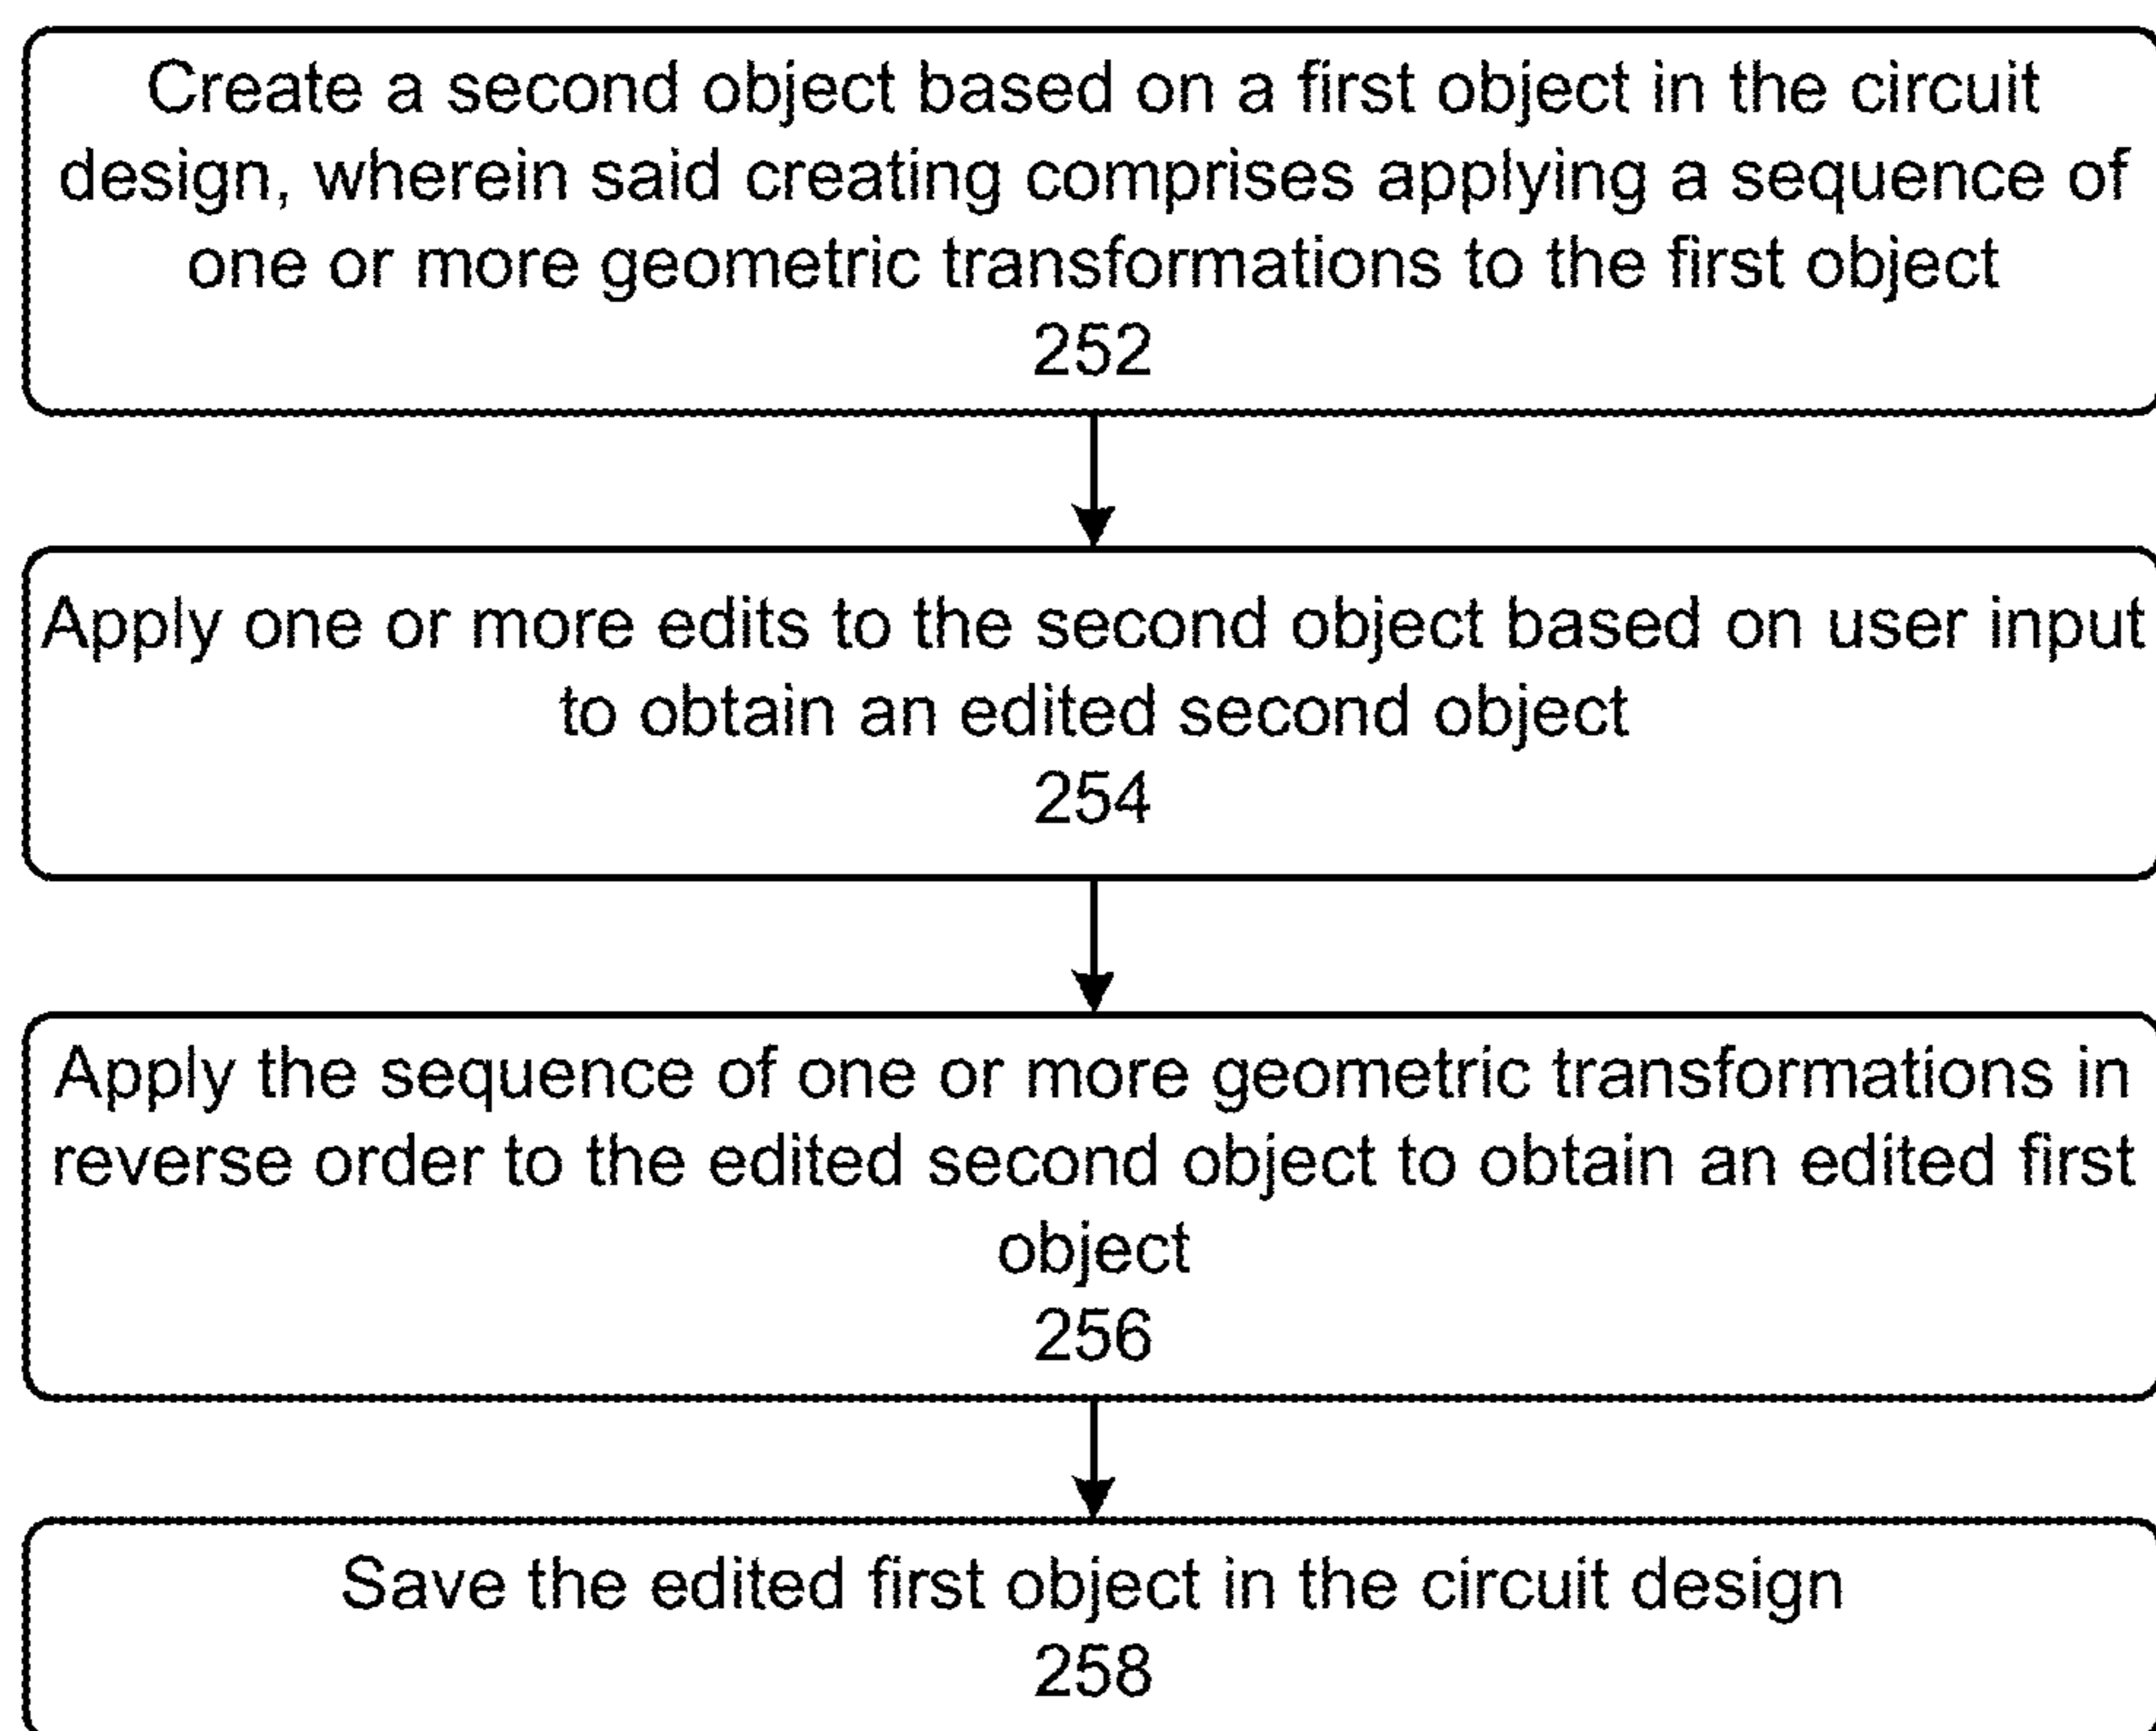 Create a second object based on a first object in the circuit
design, wherein said creating comprises applying a sequence of
one or more geometric transformations to the first object
252
Apply one or more edits to the second object based on user input
to obtain an edited second object
254
Apply the sequence of one or more geometric transformations in
reverse order to the edited second object to obtain an edited first
object
256
Save the edited first object in the circuit design
258